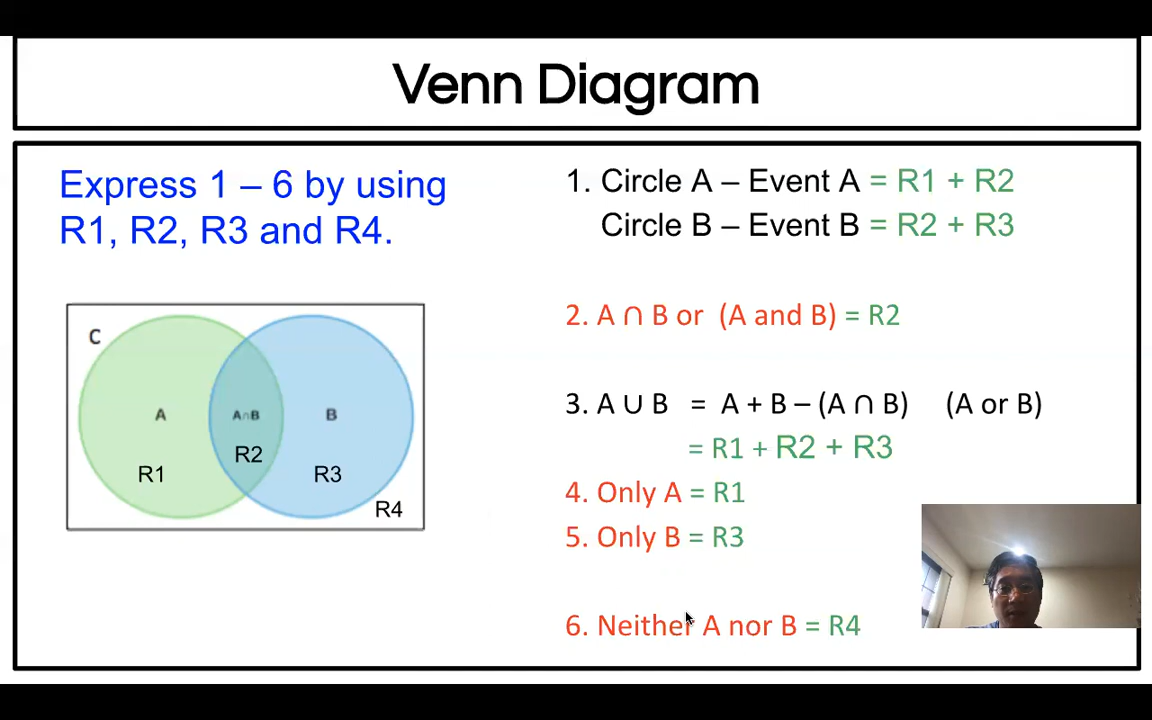 Venn Diagram
Express 1 – 6 by using
R1, R2, R3 and R4.
C
A
A∩B
B
R1
R2
R3
R4
1. Circle A – Event A = R1 + R2
Circle B – Event B = R2 + R3
2. A ∩ B or (A and B) = R2
3. A ∪ B = A + B – (A ∩ B) (A or B)
= R1 + R2 + R3
4. Only A = R1
5. Only B = R3
6. Neither A nor B = R4